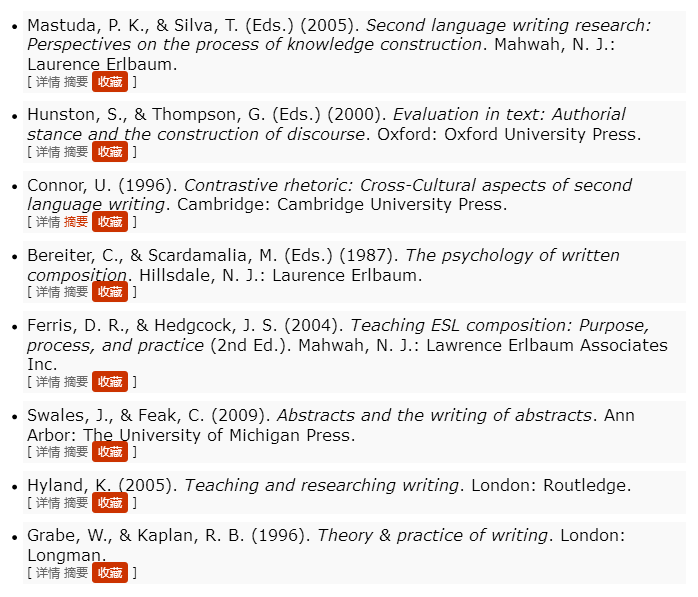 Mastuda, P. K., & Silva, T. (Eds.) (2005). Second language writing research:
Perspectives on the process of knowledge construction. Mahwah, N. J.:
Laurence Erlbaum.
[ 详情 摘要 收藏 ]
Hunston, S., & Thompson, G. (Eds.) (2000). Evaluation in text: Authorial
stance and the construction of discourse. Oxford: Oxford University Press.
[ 详情 摘要 收藏 ]
Connor, U. (1996). Contrastive rhetoric: Cross-Cultural aspects of second
language writing. Cambridge: Cambridge University Press.
[ 详情 摘要 收藏 ]
Bereiter, C., & Scardamalia, M. (Eds.) (1987). The psychology of written
composition. Hillsdale, N. J.: Laurence Erlbaum.
[ 详情 摘要 收藏 ]
Ferris, D. R., & Hedgcock, J. S. (2004). Teaching ESL composition: Purpose,
process, and practice (2nd Ed.). Mahwah, N. J.: Lawrence Erlbaum Associates
Inc.
[ 详情 摘要 收藏 ]
Swales, J., & Feak, C. (2009). Abstracts and the writing of abstracts. Ann
Arbor: The University of Michigan Press.
[ 详情 摘要 收藏 ]
Hyland, K. (2005). Teaching and researching writing. London: Routledge.
[ 详情 摘要 收藏 ]
Grabe, W., & Kaplan, R. B. (1996). Theory & practice of writing. London:
Longman.
[ 详情 摘要 收藏 ]